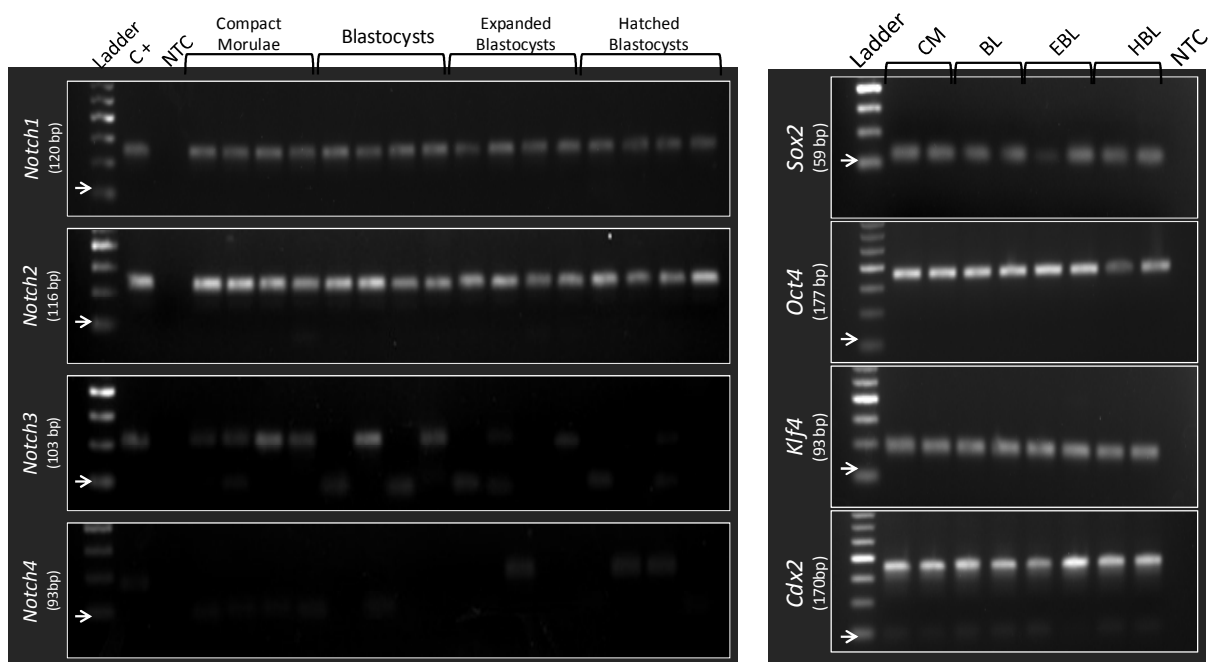 Ladder
C +
NTC
Compact
Morulae
Blastocysts
Expanded
Blastocysts
Hatched
Blastocysts
Notch1
(120 bp)
Notch2
(116 bp)
Notch3
(103 bp)
Notch4
(93bp)
Ladder
CM
BL
EBL
HBL
NTC
Sox2
(59 bp)
Oct4
(177 bp)
Klf4
(93 bp)
Cdx2
(170bp)